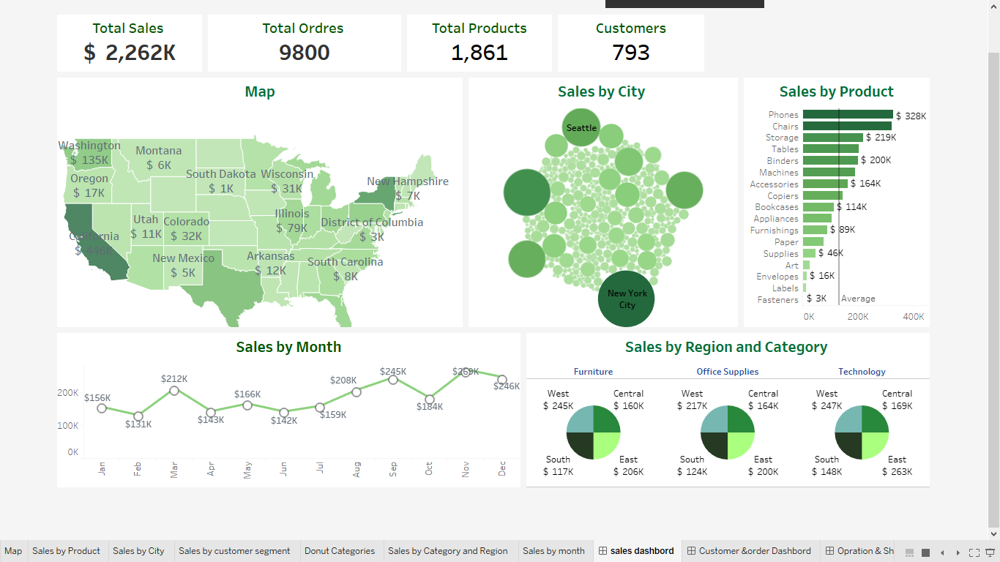 Total Sales
$ 2,262K
Total Ordres
9800
Total Products
1,861
Customers
793
Map
Washington
$ 135K
Montana
$ 6K
Oregon
$ 17K
South Dakota
$ 1K
Wisconsin
$ 31K
New Hampshire
$ 7K
Utah
$ 11K
Colorado
$ 32K
Illinois
$ 79K
District of Columbia
$ 3K
California
$ 446K
New Mexico
$ 5K
Arkansas
$ 12K
South Carolina
$ 8K
Sales by City
Seattle
New York
City
Sales by Product
Phones $ 328K
Chairs
Storage $ 219K
Tables
Binders $ 200K
Machines
Accessories $ 164K
Copiers
Bookcases $ 114K
Appliances
Furnishings $ 89K
Paper
Supplies $ 46K
Art
Envelopes $ 16K
Labels
Fasteners $ 3K Average
0K 200K 400K
Sales by Month
200K
100K
0K
$156K
$131K
$212K
$143K
$166K
$142K
$159K
$208K
$245K
$184K
$269K
$246K
Jan Feb Mar Apr May Jun Jul Aug Sep Oct Nov Dec
Sales by Region and Category
Furniture Office Supplies Technology
West Central West Central West Central
$ 245K $ 160K $ 217K $ 164K $ 247K $ 169K
South East South East South East
$ 117K $ 206K $ 124K $ 200K $ 148K $ 263K
Map Sales by Product Sales by City Sales by customer segment Donut Categories Sales by Category and Region Sales by month sales dashbord Customer &order Dashbord Opration & Sh